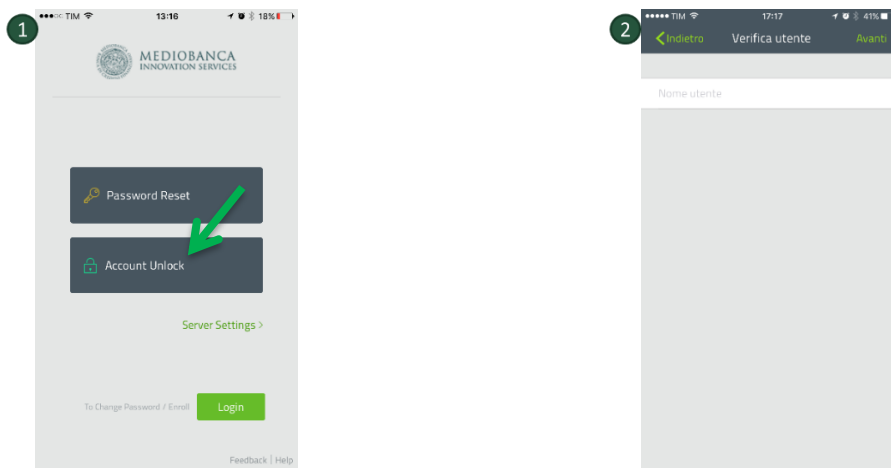 1
TIM 13:16 18%
MEDIOBANCA
INNOVATION SERVICES
Password Reset
Account Unlock
Server Settings >
To Change Password / Enroll Login
Feedback | Help
2
TIM 17:17 41%
Indietro Verifica utente Avanti
Nome utente